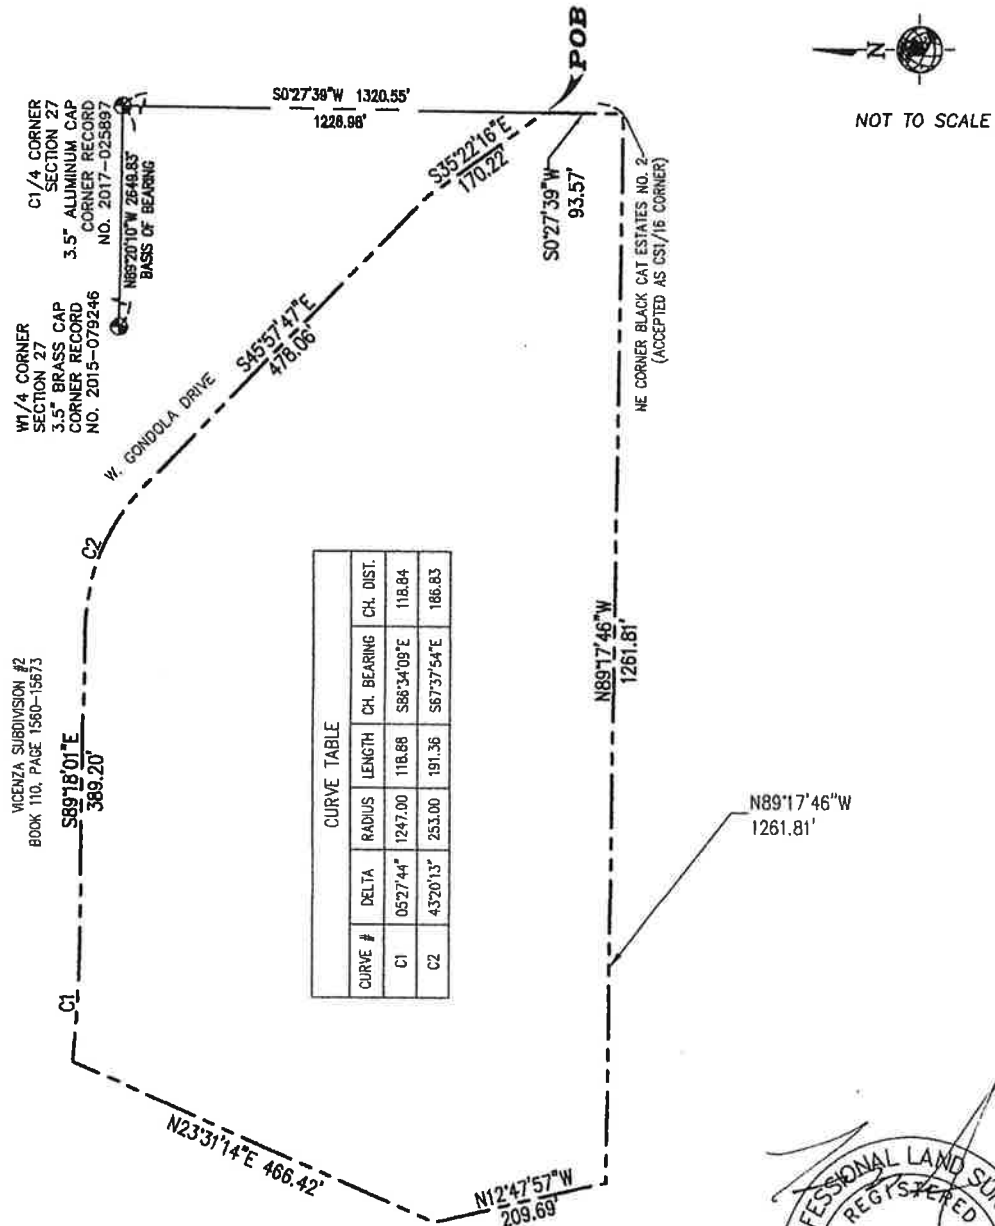 W1/4 CORNER
SECTION 27
3.5" BRASS CAP
CORNER RECORD
NO. 2015-079246
C1/4 CORNER
SECTION 27
3.5" ALUMINUM CAP
CORNER RECORD
NO. 2017-025897
N89°20'10"W 2649.83'
BASIS OF BEARING
S0°27'39"W 1320.55'
1226.98'
POB
N
NOT TO SCALE
S35°22'16"E
170.22'
S0°27'39"W
93.57'
NE CORNER BLACK CAT ESTATES NO. 2
(ACCEPTED AS CS1/16 CORNER)
S45°57'47"E
478.06'
W. GONDOLA DRIVE
C2
VICENZA SUBDIVISION #2
BOOK 110, PAGE 1560-15673
S89°18'01"E
389.20'
C1
CURVE TABLE
CURVE # DELTA RADIUS LENGTH CH. BEARING CH. DIST.
C1 05°27'44" 1247.00 118.88 S86°34'09"E 118.84
C2 43°20'13" 253.00 191.36 S67°37'54"E 186.83
N89°17'46"W
1261.81'
N89°17'46"W
1261.81'
N23°31'14"E 466.42'
N12°47'57"W
209.69'
FESSIONAL LAND SU
REGISTERED